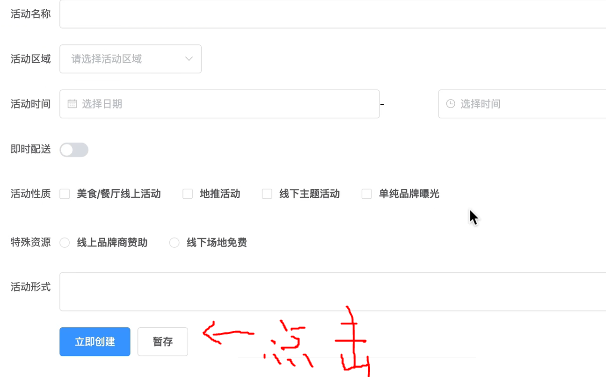 活动名称
活动区域 请选择活动区域
活动时间 选择日期 - 选择时间
即时配送
活动性质 美食/餐厅线上活动 地推活动 线下主题活动 单纯品牌曝光
特殊资源 线上品牌商赞助 线下场地免费
活动形式
立即创建 暂存 点击